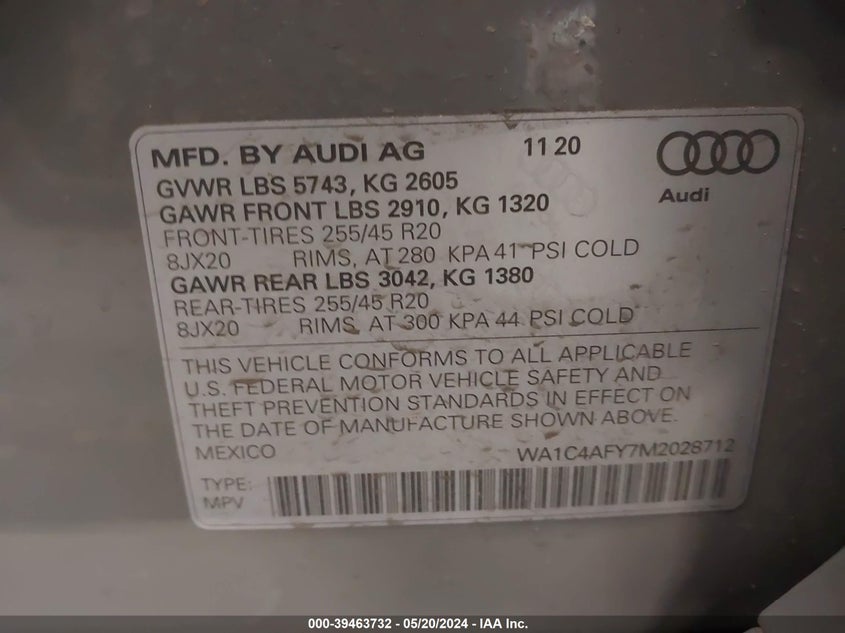 MFD. BY AUDI AG 11 20
GVWR LBS 5743, KG 2605
GAWR FRONT LBS 2910, KG 1320
Audi
FRONT-TIRES 255/45 R20
8JX20 RIMS, AT 280 KPA 41 PSI COLD
GAWR REAR LBS 3042, KG 1380
REAR-TIRES 255/45 R20
8JX20 RIMS, AT 300 KPA 44 PSI COLD
THIS VEHICLE CONFORMS TO ALL APPLICABLE
U.S. FEDERAL MOTOR VEHICLE SAFETY AND
THEFT PREVENTION STANDARDS IN EFFECT ON
THE DATE OF MANUFACTURE SHOWN ABOVE.
MEXICO WA1C4AFY7M2028712
TYPE:
MPV
000-39463732 - 05/20/2024 - IAA Inc.